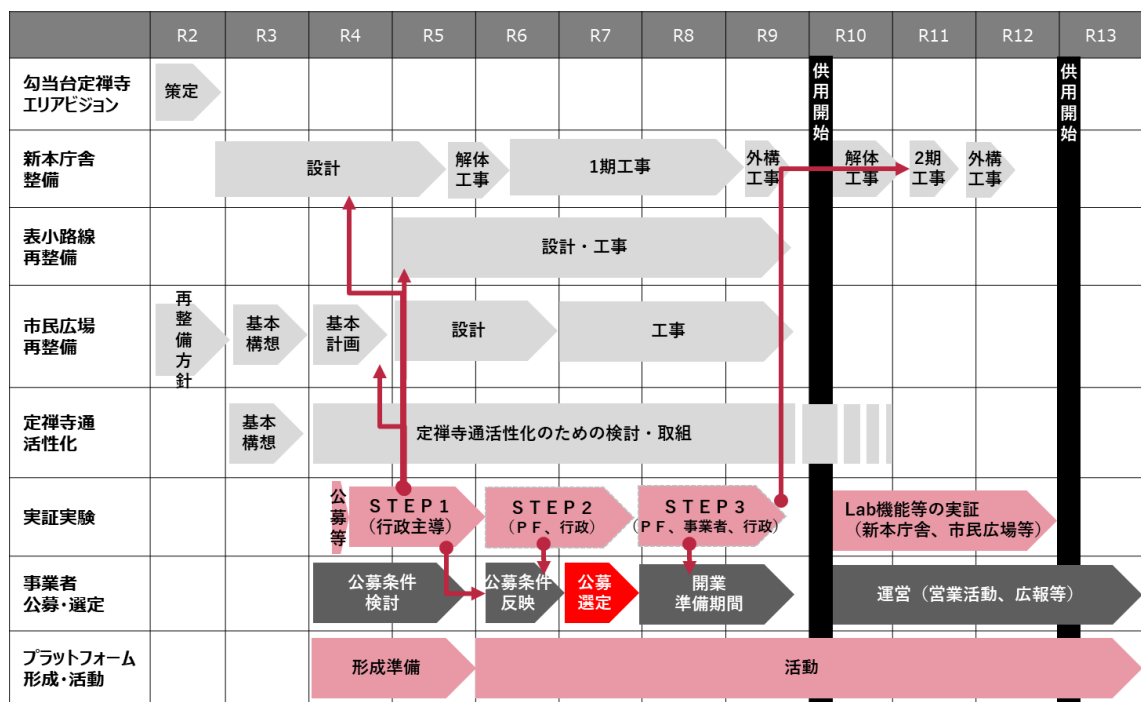 R2 R3 R4 R5 R6 R7 R8 R9 R10 R11 R12 R13
勾当台定禅寺
エリアビジョン
策定
供用開始
供用開始
新本庁舎
整備
設計
解体
工事
1期工事
外構
工事
解体
工事
2期
工事
外構
工事
表小路線
再整備
設計・工事
市民広場
再整備
再整備方針
基本
構想
基本
計画
設計
工事
定禅寺通
活性化
基本
構想
定禅寺通活性化のための検討・取組
実証実験
公募等
ＳＴＥＰ１
（行政主導）
ＳＴＥＰ２
（ＰＦ、行政）
ＳＴＥＰ３
（ＰＦ、事業者、行政）
Lab機能等の実証
（新本庁舎、市民広場等）
事業者
公募・選定
公募条件
検討
公募条件
反映
公募
選定
開業
準備期間
運営（営業活動、広報等）
プラットフォーム
形成・活動
形成準備
活動